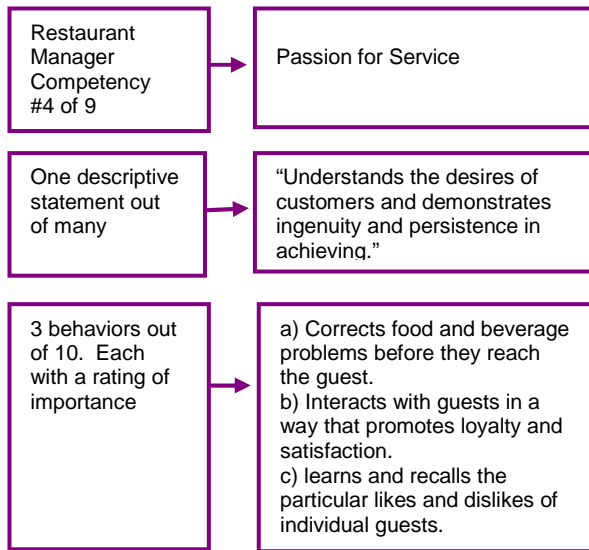 Restaurant
Manager
Competency
#4 of 9
Passion for Service
One descriptive
statement out
of many
“Understands the desires of
customers and demonstrates
ingenuity and persistence in
achieving.”
3 behaviors out
of 10.  Each
with a rating of
importance
a) Corrects food and beverage
problems before they reach
the guest.
b) Interacts with guests in a
way that promotes loyalty and
satisfaction.
c) learns and recalls the
particular likes and dislikes of
individual guests.